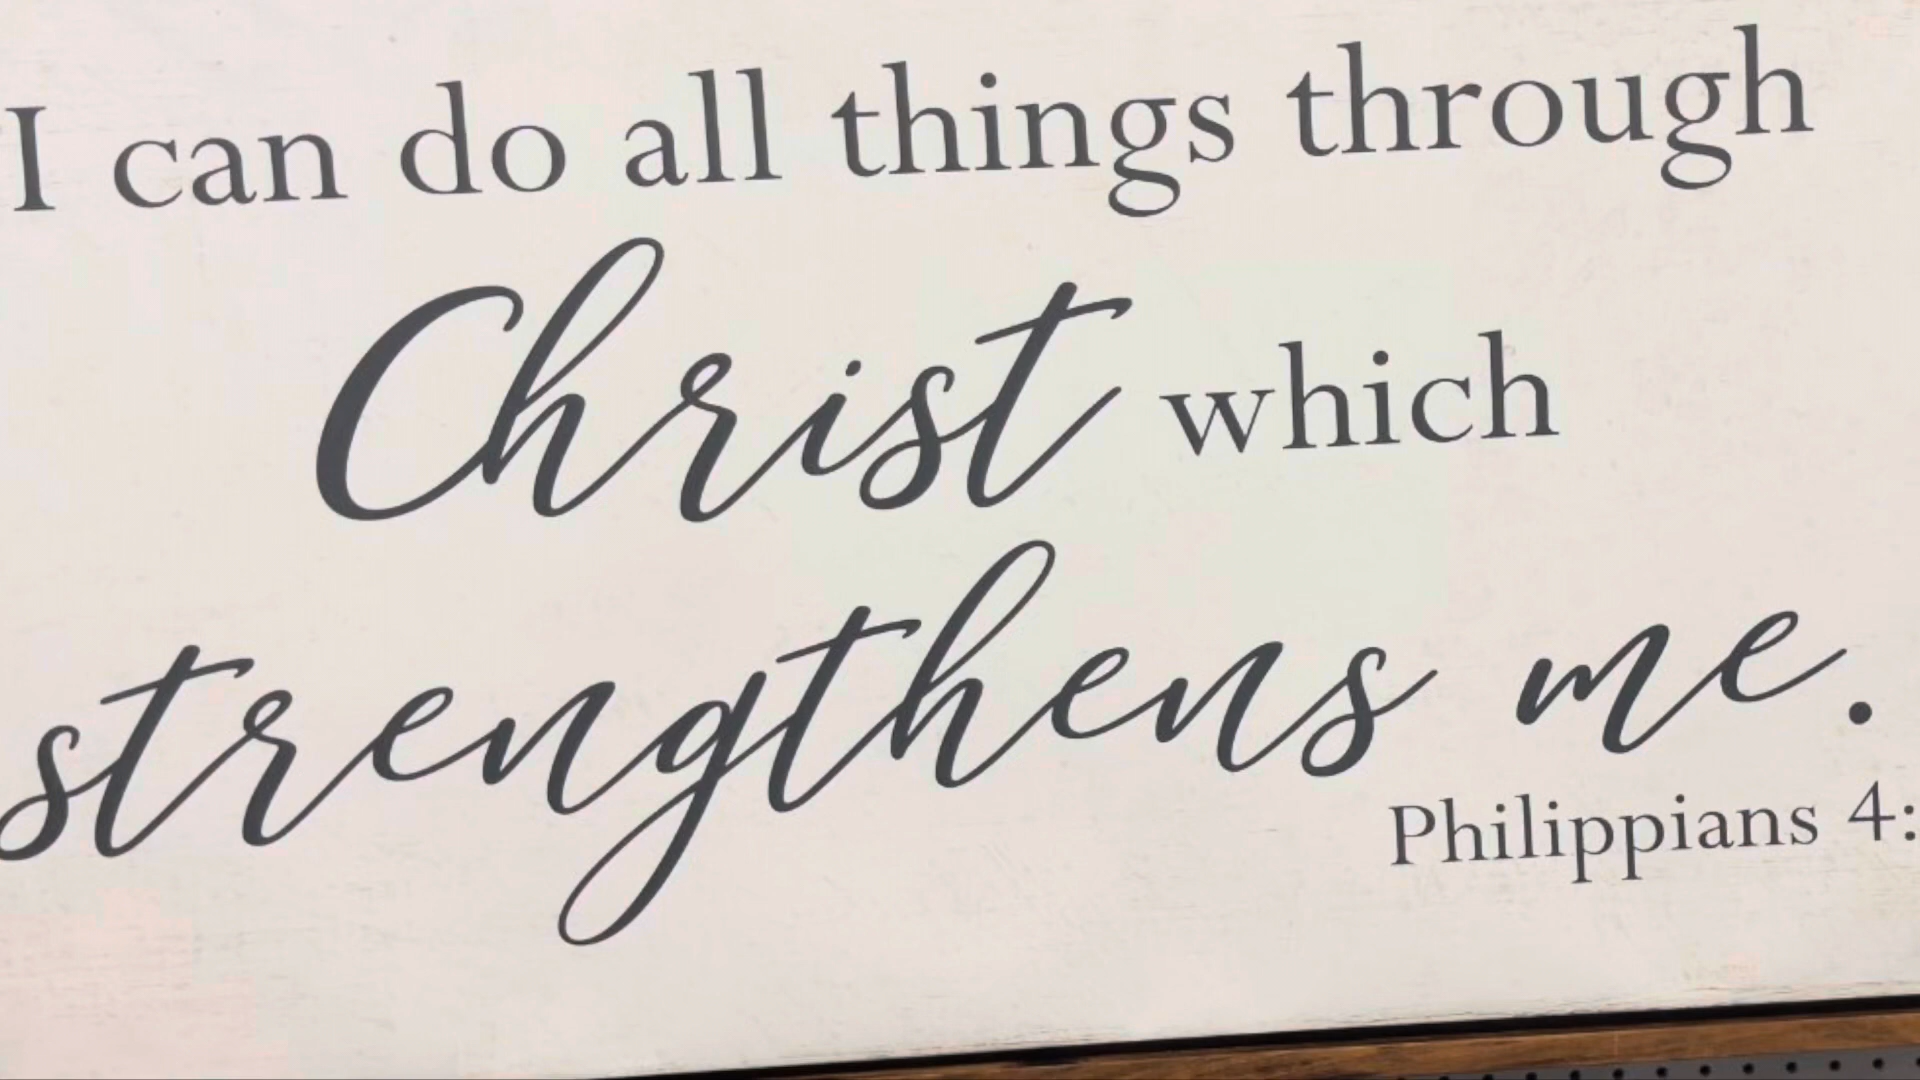 I can do all things through
Christ which
strengthens me.
Philippians 4: